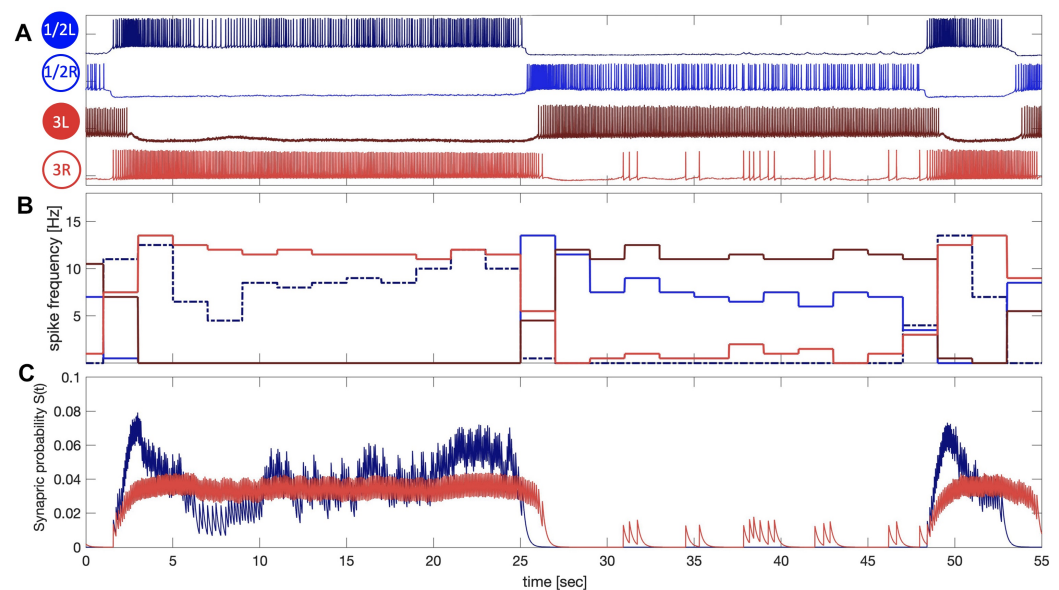 A
1/2L
1/2R
3L
3R
B
spike frequency [Hz]
15
10
5
C
Synapric probability S(t)
0.1
0.08
0.06
0.04
0.02
0
5
10
15
20
25
30
35
40
45
50
55
time [sec]